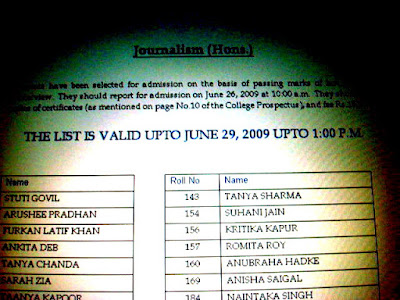 Journalism (Hons.)
have been selected for admission on the basis of passing marks of
They should report for admission on June 26, 2009 at 10:00 a.m. They
of certificates (as mentioned on page No.10 of the College Prospectus), and fee Rs.
THE LIST IS VALID UPTO JUNE 29, 2009 UPTO 1:00 P.M.
Name Roll No Name
STUTI GOVIL 143 TANYA SHARMA
ARUSHEE PRADHAN 154 SUHANI JAIN
FURKAN LATIF KHAN 156 KRITIKA KAPUR
ANKITA DEB 157 ROMITA ROY
TANYA CHANDA 160 ANUBRAHA HADKE
SARAH ZIA 169 ANISHA SAIGAL
TAANYA KAPOOR 184 NAINTAKA SINGH